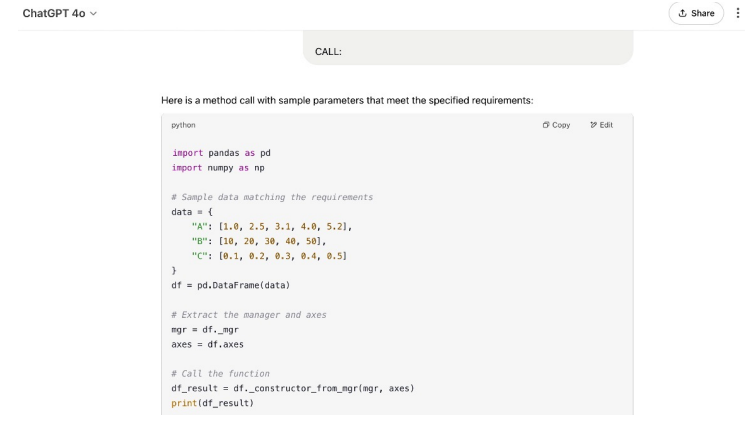 ChatGPT 4o
Share
CALL:
Here is a method call with sample parameters that meet the specified requirements:
python
Copy
Edit
import pandas as pd
import numpy as np
# Sample data matching the requirements
data = {
    "A": [1.0, 2.5, 3.1, 4.0, 5.2],
    "B": [10, 20, 30, 40, 50],
    "C": [0.1, 0.2, 0.3, 0.4, 0.5]
}
df = pd.DataFrame(data)
# Extract the manager and axes
mgr = df._mgr
axes = df.axes
# Call the function
df_result = df._constructor_from_mgr(mgr, axes)
print(df_result)